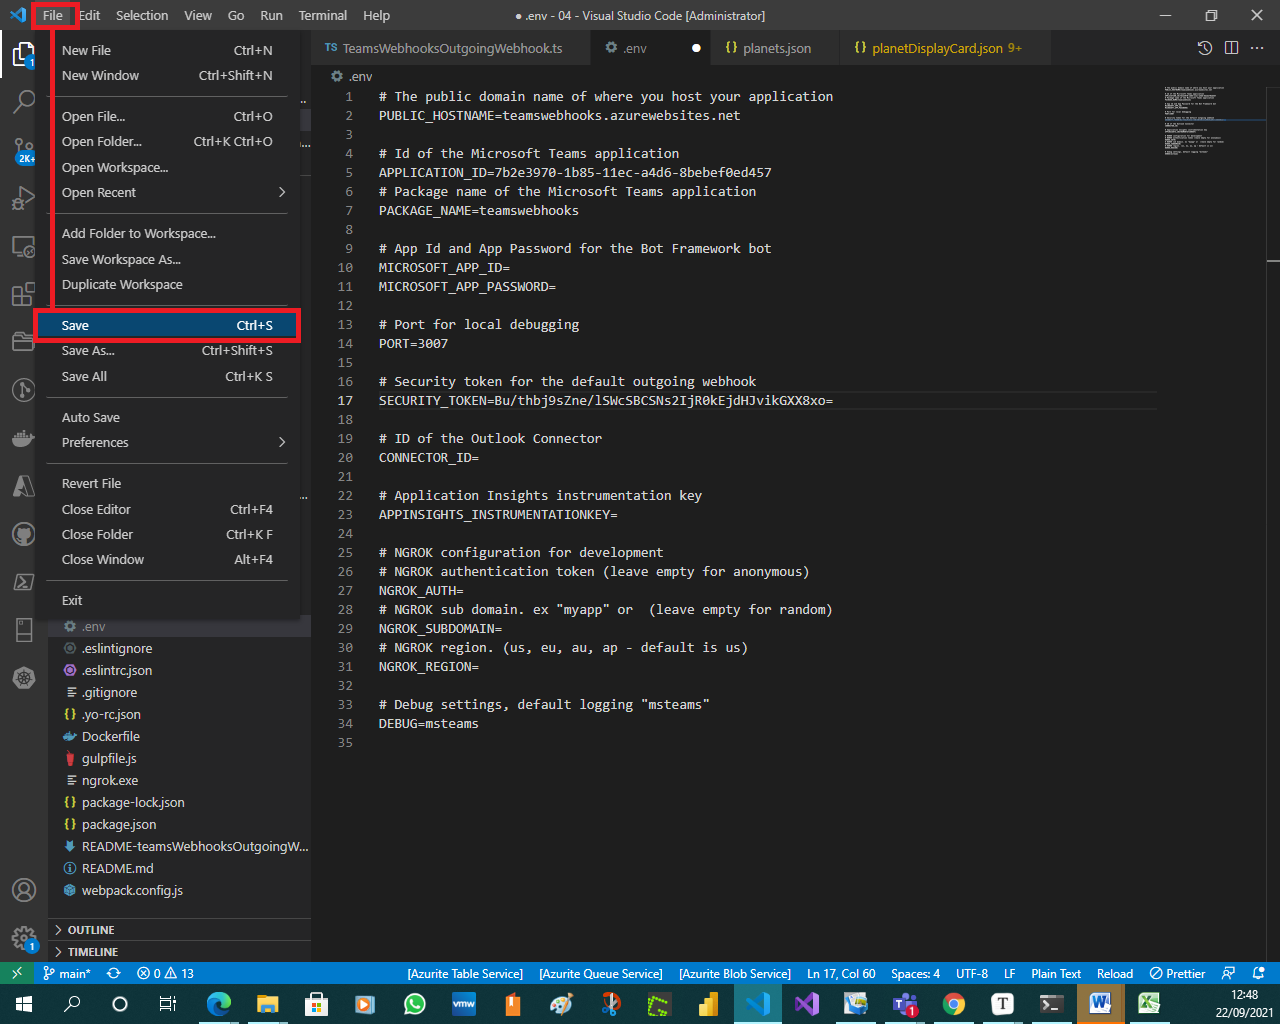 File Edit Selection View Go Run Terminal Help
● .env - 04 - Visual Studio Code [Administrator]
New File Ctrl+N
New Window Ctrl+Shift+N
Open File... Ctrl+O
Open Folder... Ctrl+K Ctrl+O
Open Workspace...
Open Recent
Add Folder to Workspace...
Save Workspace As...
Duplicate Workspace
Save Ctrl+S
Save As... Ctrl+Shift+S
Save All Ctrl+K S
Auto Save
Preferences
Revert File
Close Editor Ctrl+F4
Close Folder Ctrl+K F
Close Window Alt+F4
Exit
1
2K+
1
.env
.eslintignore
.eslintrc.json
.gitignore
.yo-rc.json
Dockerfile
gulpfile.js
ngrok.exe
package-lock.json
package.json
README-teamsWebhooksOutgoingW...
README.md
webpack.config.js
OUTLINE
TIMELINE
TS TeamsWebhooksOutgoingWebhook.ts .env {} planets.json {} planetDisplayCard.json 9+
.env
1 # The public domain name of where you host your application
2 PUBLIC_HOSTNAME=teamswebhooks.azurewebsites.net
3
4 # Id of the Microsoft Teams application
5 APPLICATION_ID=7b2e3970-1b85-11ec-a4d6-8bebef0ed457
6 # Package name of the Microsoft Teams application
7 PACKAGE_NAME=teamswebhooks
8
9 # App Id and App Password for the Bot Framework bot
10 MICROSOFT_APP_ID=
11 MICROSOFT_APP_PASSWORD=
12
13 # Port for local debugging
14 PORT=3007
15
16 # Security token for the default outgoing webhook
17 SECURITY_TOKEN=Bu/thbj9sZne/lSWcSBCSNs2IjR0kEjdHJvikGXX8xo=
18
19 # ID of the Outlook Connector
20 CONNECTOR_ID=
21
22 # Application Insights instrumentation key
23 APPINSIGHTS_INSTRUMENTATIONKEY=
24
25 # NGROK configuration for development
26 # NGROK authentication token (leave empty for anonymous)
27 NGROK_AUTH=
28 # NGROK sub domain. ex "myapp" or  (leave empty for random)
29 NGROK_SUBDOMAIN=
30 # NGROK region. (us, eu, au, ap - default is us)
31 NGROK_REGION=
32
33 # Debug settings, default logging "msteams"
34 DEBUG=msteams
35
main* 0 13 [Azurite Table Service] [Azurite Queue Service] [Azurite Blob Service] Ln 17, Col 60 Spaces: 4 UTF-8 LF Plain Text Reload Prettier
vmw 1 T
12:48
22/09/2021